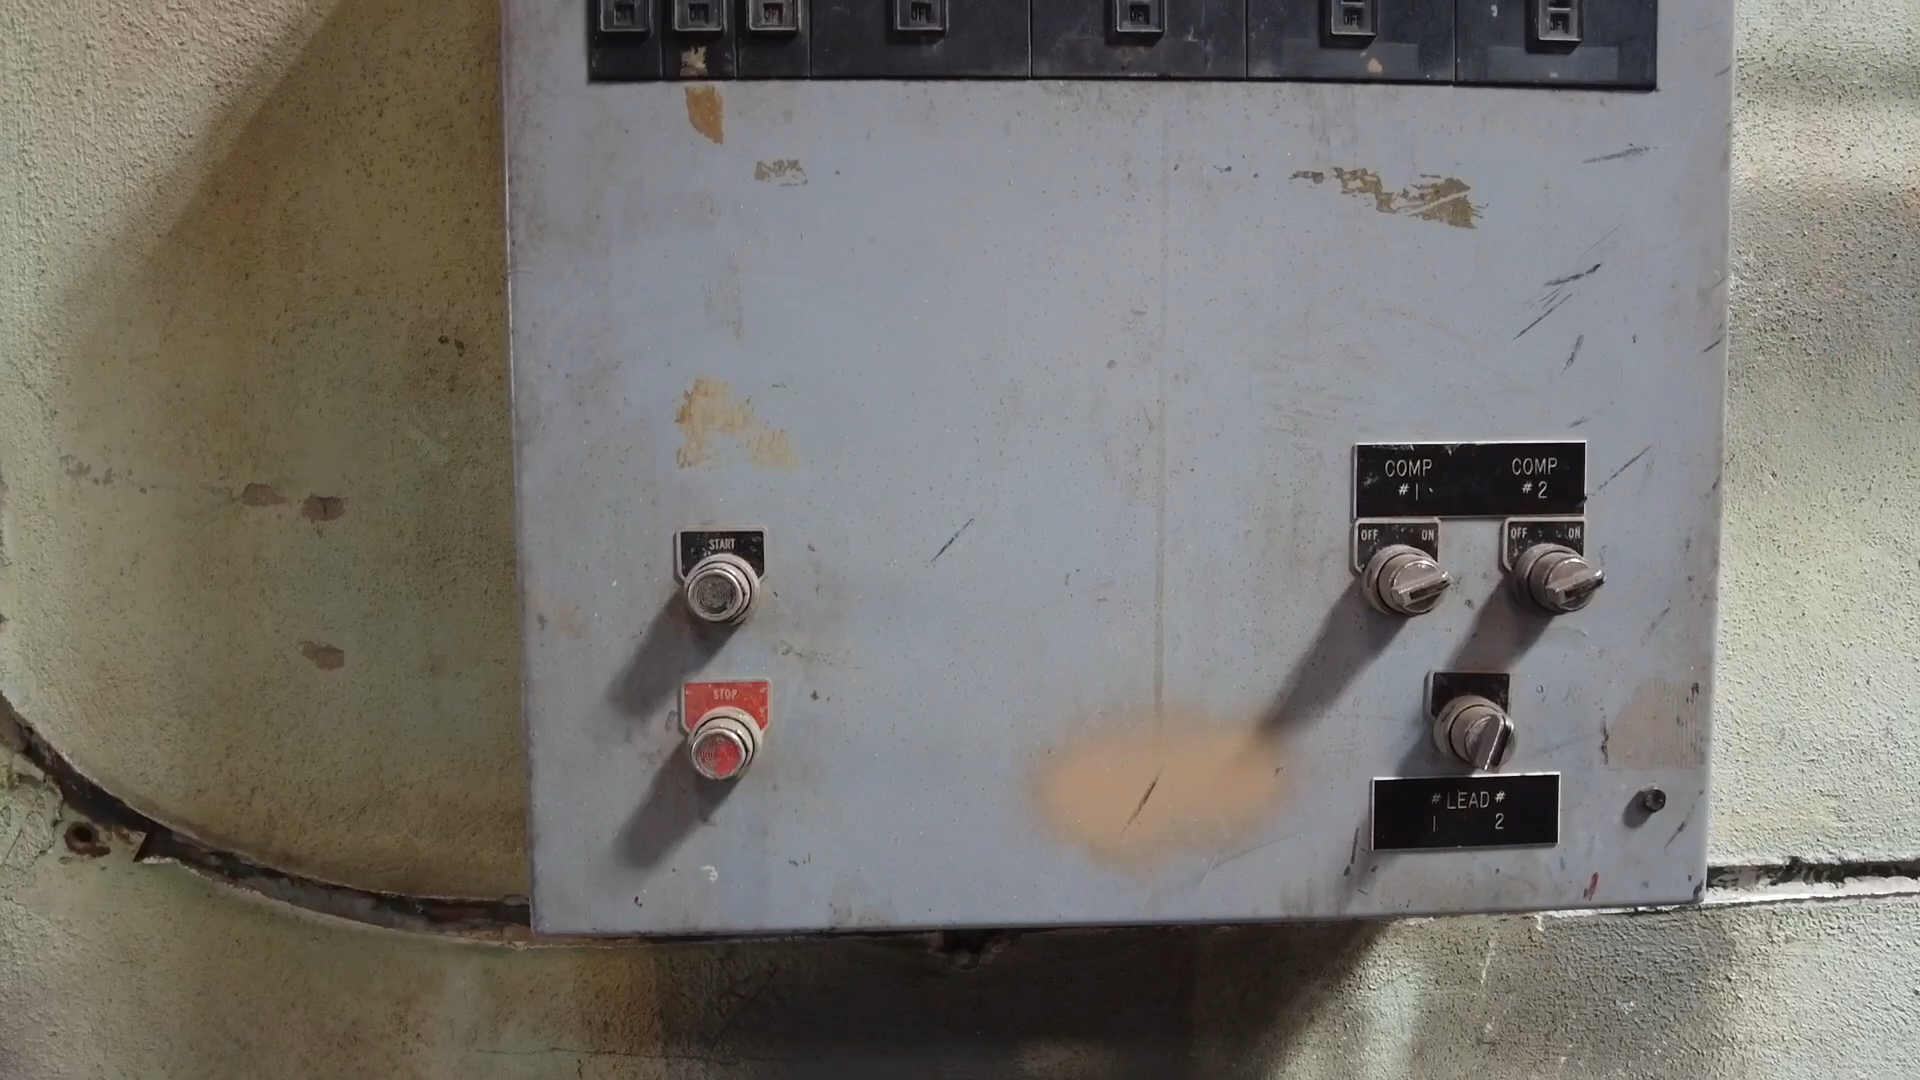 COMP COMP
#1 #2
OFF ON OFF ON
START
STOP
# LEAD #
1 2